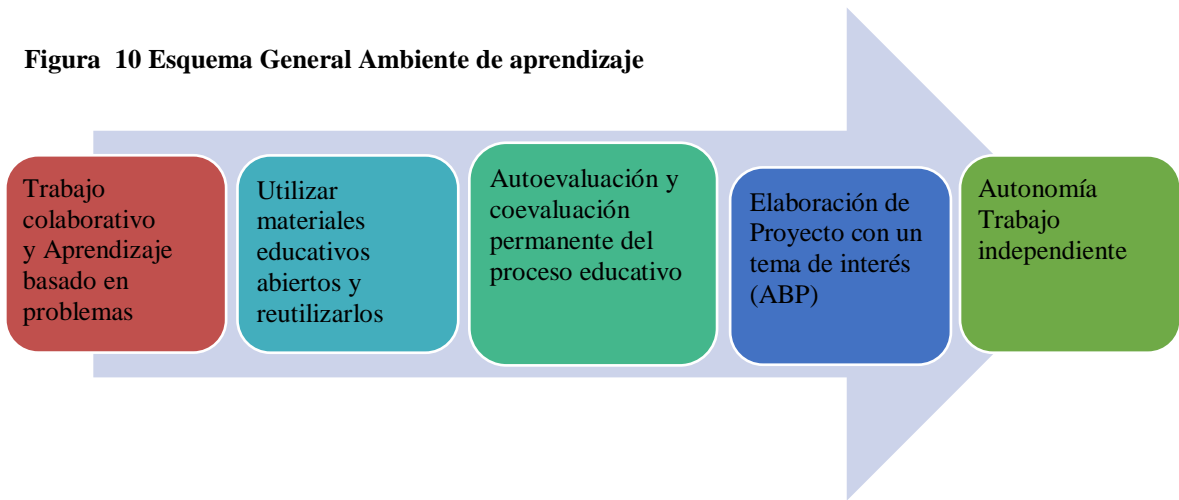 Figura 10 Esquema General Ambiente de aprendizaje
Trabajo
colaborativo
y Aprendizaje
basado en
problemas
Utilizar
materiales
educativos
abiertos y
reutilizarlos
Autoevaluación y
coevaluación
permanente del
proceso educativo
Elaboración de
Proyecto con un
tema de interés
(ABP)
Autonomía
Trabajo
independiente